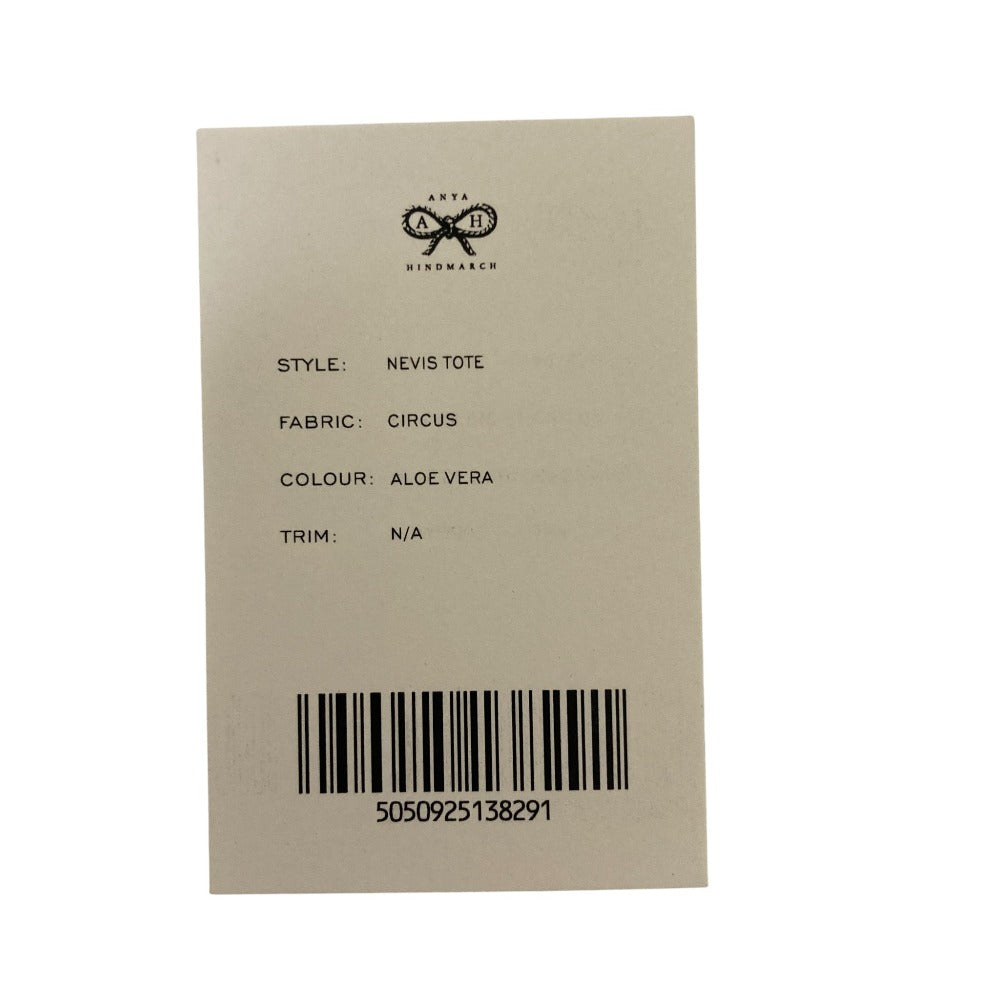 ANYA
A H
HINDMARCH
STYLE: NEVIS TOTE
FABRIC: CIRCUS
COLOUR: ALOE VERA
TRIM: N/A
5050925138291